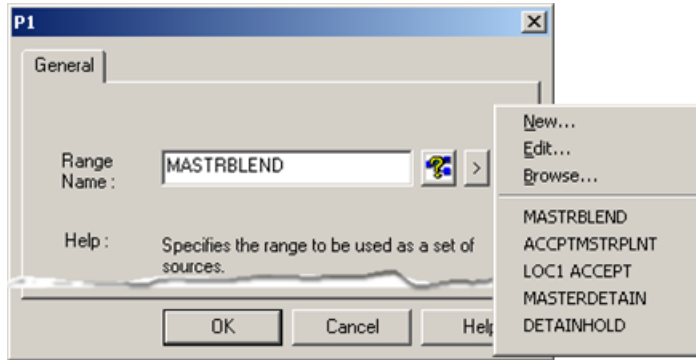 P1
General
Range
Name :
MASTRBLEND
>
Help :
Specifies the range to be used as a set of
sources.
OK
Cancel
Help
New...
Edit...
Browse...
MASTRBLEND
ACCPTMSTRPLNT
LOC1 ACCEPT
MASTERDETAIN
DETAINHOLD